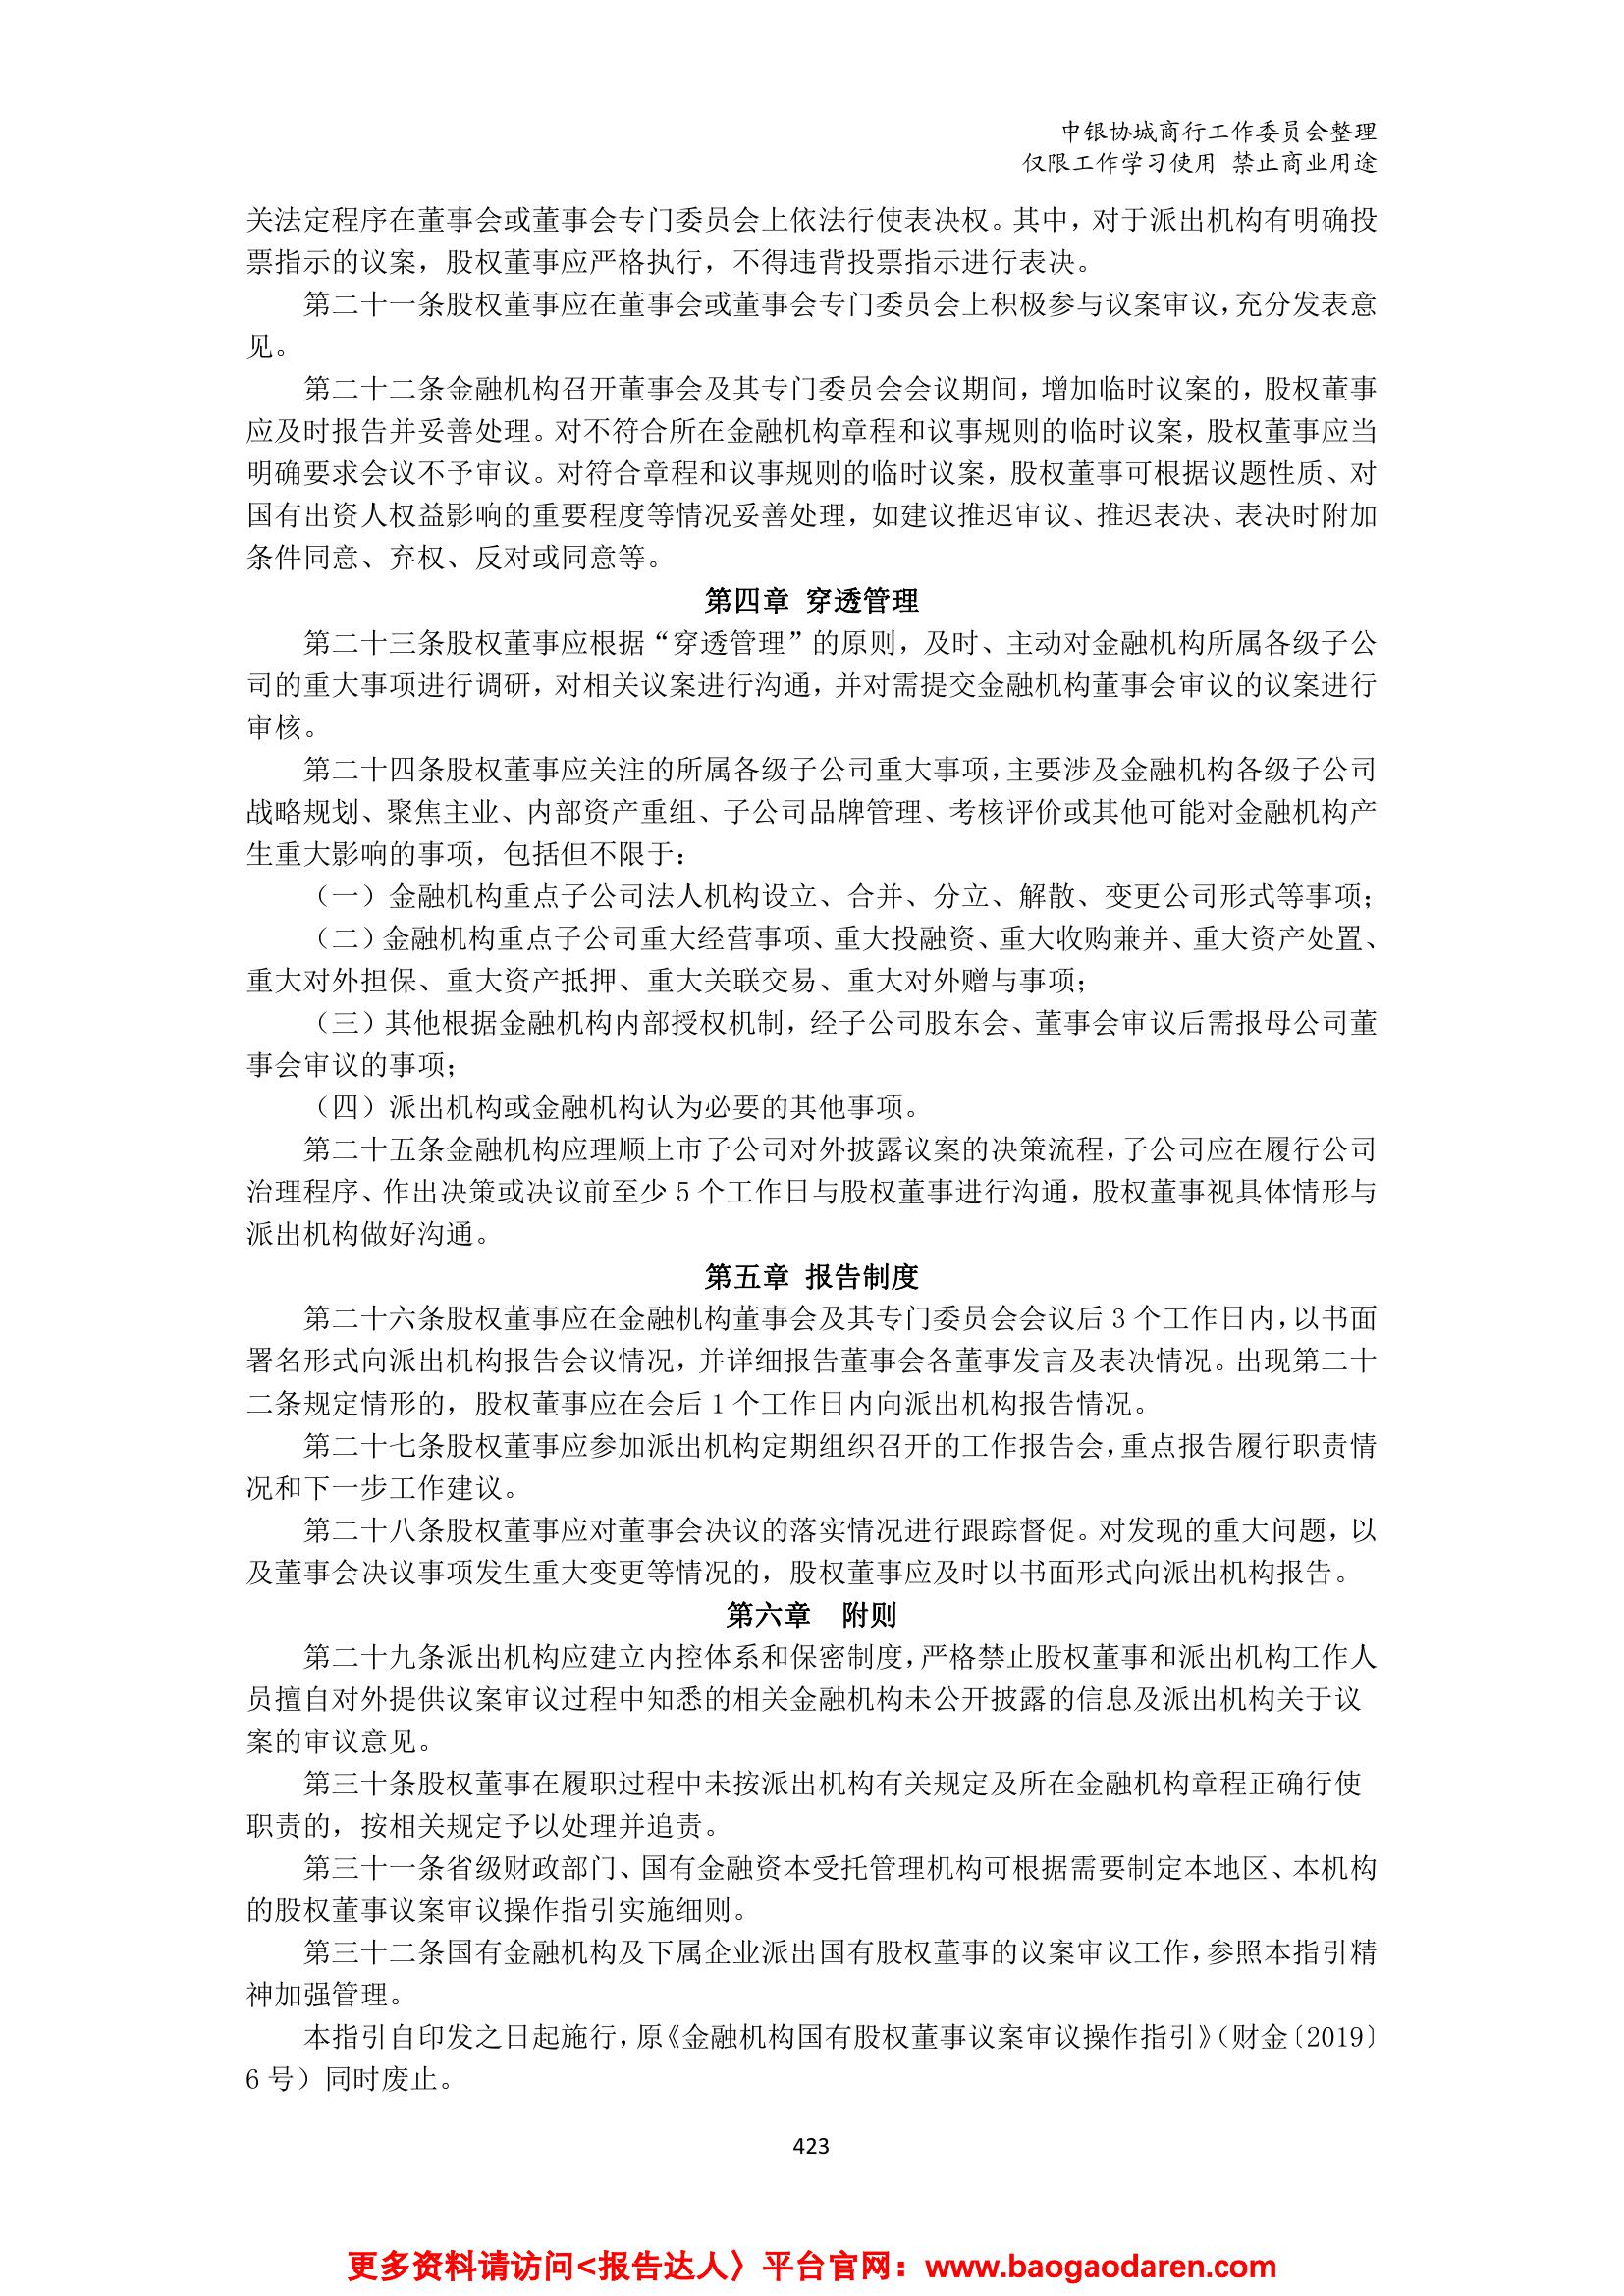 中银协城商行工作委员会整理
仅限工作学习使用 禁止商业用途
关法定程序在董事会或董事会专门委员会上依法行使表决权。其中，对于派出机构有明确投
票指示的议案，股权董事应严格执行，不得违背投票指示进行表决。
第二十一条股权董事应在董事会或董事会专门委员会上积极参与议案审议，充分发表意
见。
第二十二条金融机构召开董事会及其专门委员会会议期间，增加临时议案的，股权董事
应及时报告并妥善处理。对不符合所在金融机构章程和议事规则的临时议案，股权董事应当
明确要求会议不予审议。对符合章程和议事规则的临时议案，股权董事可根据议题性质、对
国有出资人权益影响的重要程度等情况妥善处理，如建议推迟审议、推迟表决、表决时附加
条件同意、弃权、反对或同意等。
第四章 穿透管理
第二十三条股权董事应根据“穿透管理”的原则，及时、主动对金融机构所属各级子公
司的重大事项进行调研，对相关议案进行沟通，并对需提交金融机构董事会审议的议案进行
审核。
第二十四条股权董事应关注的所属各级子公司重大事项，主要涉及金融机构各级子公司
战略规划、聚焦主业、内部资产重组、子公司品牌管理、考核评价或其他可能对金融机构产
生重大影响的事项，包括但不限于：
（一）金融机构重点子公司法人机构设立、合并、分立、解散、变更公司形式等事项；
（二）金融机构重点子公司重大经营事项、重大投融资、重大收购兼并、重大资产处置、
重大对外担保、重大资产抵押、重大关联交易、重大对外赠与事项；
（三）其他根据金融机构内部授权机制，经子公司股东会、董事会审议后需报母公司董
事会审议的事项；
（四）派出机构或金融机构认为必要的其他事项。
第二十五条金融机构应理顺上市子公司对外披露议案的决策流程，子公司应在履行公司
治理程序、作出决策或决议前至少 5 个工作日与股权董事进行沟通，股权董事视具体情形与
派出机构做好沟通。
第五章 报告制度
第二十六条股权董事应在金融机构董事会及其专门委员会会议后 3 个工作日内，以书面
署名形式向派出机构报告会议情况，并详细报告董事会各董事发言及表决情况。出现第二十
二条规定情形的，股权董事应在会后 1 个工作日内向派出机构报告情况。
第二十七条股权董事应参加派出机构定期组织召开的工作报告会，重点报告履行职责情
况和下一步工作建议。
第二十八条股权董事应对董事会决议的落实情况进行跟踪督促。对发现的重大问题，以
及董事会决议事项发生重大变更等情况的，股权董事应及时以书面形式向派出机构报告。
第六章 附则
第二十九条派出机构应建立内控体系和保密制度，严格禁止股权董事和派出机构工作人
员擅自对外提供议案审议过程中知悉的相关金融机构未公开披露的信息及派出机构关于议
案的审议意见。
第三十条股权董事在履职过程中未按派出机构有关规定及所在金融机构章程正确行使
职责的，按相关规定予以处理并追责。
第三十一条省级财政部门、国有金融资本受托管理机构可根据需要制定本地区、本机构
的股权董事议案审议操作指引实施细则。
第三十二条国有金融机构及下属企业派出国有股权董事的议案审议工作，参照本指引精
神加强管理。
本指引自印发之日起施行，原《金融机构国有股权董事议案审议操作指引》（财金〔2019〕
6 号）同时废止。
423
更多资料请访问<报告达人〉平台官网：www.baogaodaren.com